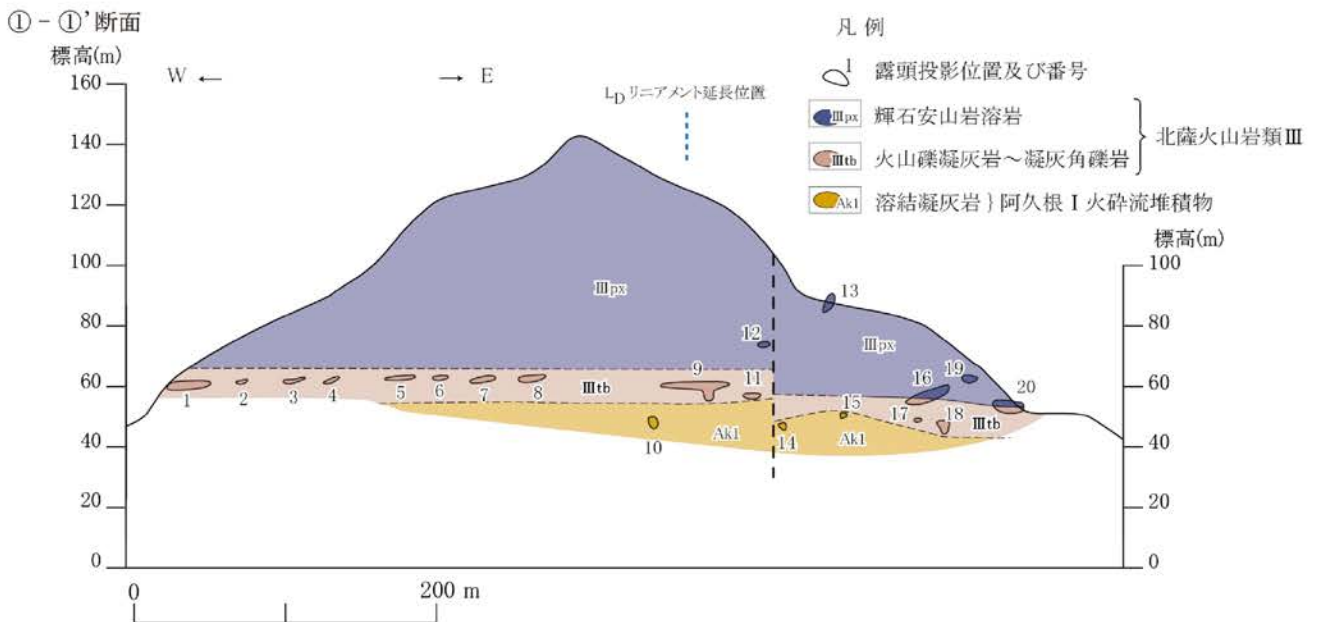 ①－①’断面
標高(m)
W ←
→ E
LD リニアメント延長位置
凡 例
1 露頭投影位置及び番号
Ⅲpx 輝石安山岩溶岩
Ⅲtb 火山礫凝灰岩～凝灰角礫岩
北薩火山岩類Ⅲ
Ak1 溶結凝灰岩 } 阿久根Ⅰ火砕流堆積物
標高(m)
160
140
120
100
80
60
40
20
0
100
80
60
40
20
0
Ⅲpx
Ⅲpx
Ⅲtb
Ⅲtb
Ak1
Ak1
1
2
3
4
5
6
7
8
9
10
11
12
13
14
15
16
17
18
19
20
0
200 m